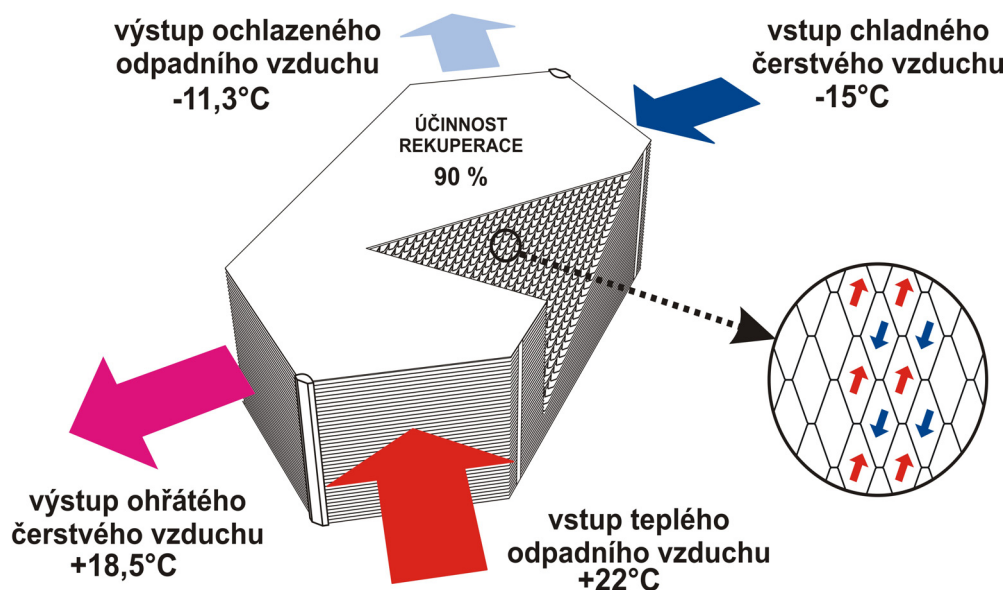 výstup ochlazeného
odpadního vzduchu
-11,3°C
vstup chladného
čerstvého vzduchu
-15°C
ÚČINNOST
REKUPERACE
90 %
výstup ohřátého
čerstvého vzduchu
+18,5°C
vstup teplého
odpadního vzduchu
+22°C